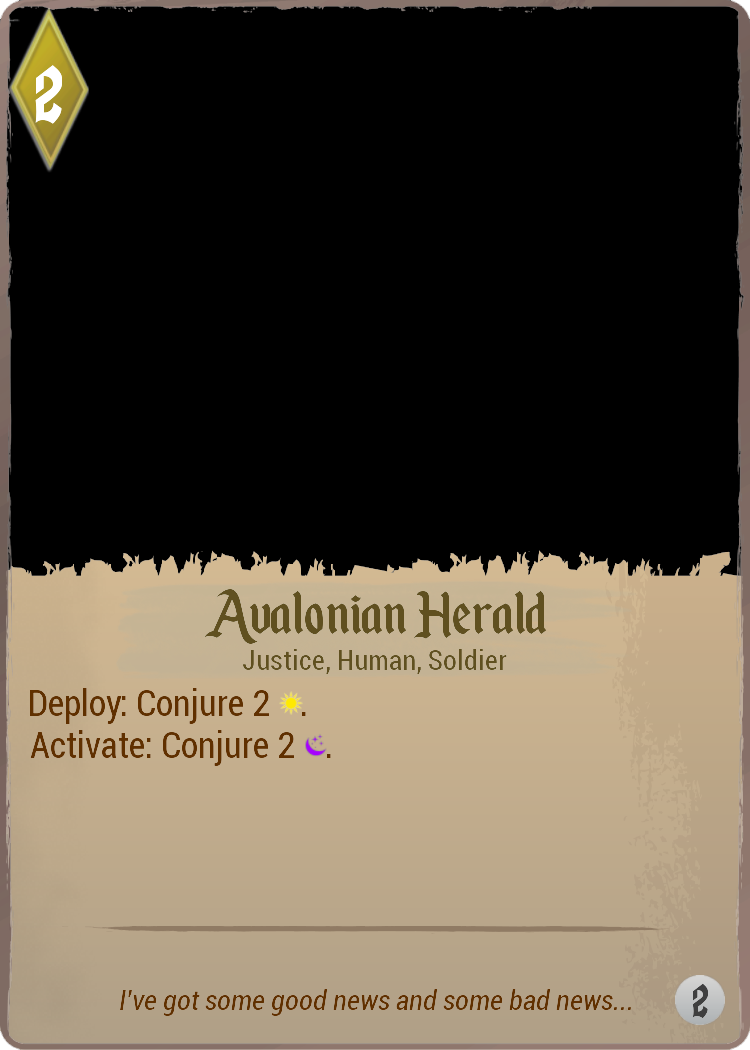 2
Avalonian Herald
Justice, Human, Soldier
Deploy: Conjure 2 .
Activate: Conjure 2 .
I've got some good news and some bad news...
2